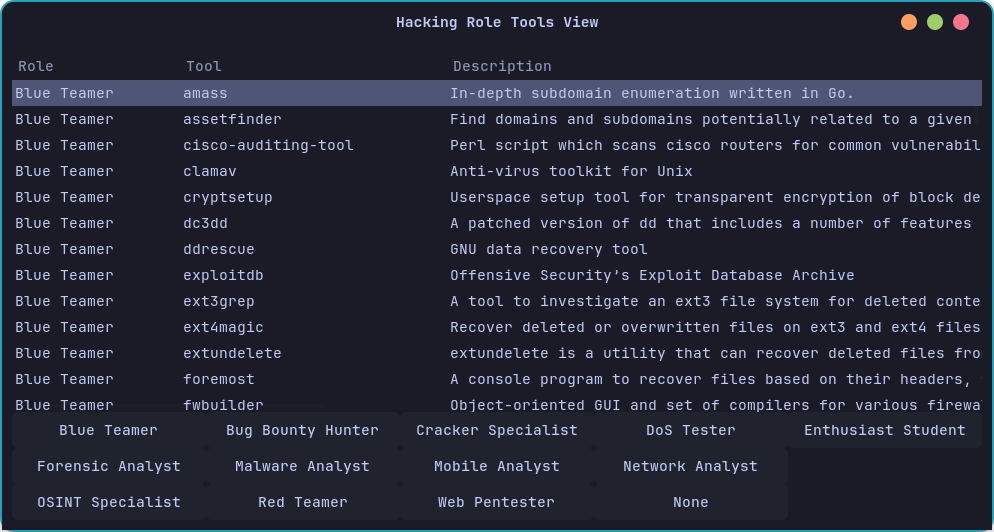 Hacking Role Tools View
Role Tool Description
Blue Teamer amass In-depth subdomain enumeration written in Go.
Blue Teamer assetfinder Find domains and subdomains potentially related to a given
Blue Teamer cisco-auditing-tool Perl script which scans cisco routers for common vulnerabil
Blue Teamer clamav Anti-virus toolkit for Unix
Blue Teamer cryptsetup Userspace setup tool for transparent encryption of block de
Blue Teamer dc3dd A patched version of dd that includes a number of features
Blue Teamer ddrescue GNU data recovery tool
Blue Teamer exploitdb Offensive Security’s Exploit Database Archive
Blue Teamer ext3grep A tool to investigate an ext3 file system for deleted conte
Blue Teamer ext4magic Recover deleted or overwritten files on ext3 and ext4 files
Blue Teamer extundelete extundelete is a utility that can recover deleted files from
Blue Teamer foremost A console program to recover files based on their headers,
Blue Teamer fwbuilder Object-oriented GUI and set of compilers for various firewal
Blue Teamer Bug Bounty Hunter Cracker Specialist DoS Tester Enthusiast Student
Forensic Analyst Malware Analyst Mobile Analyst Network Analyst
OSINT Specialist Red Teamer Web Pentester None